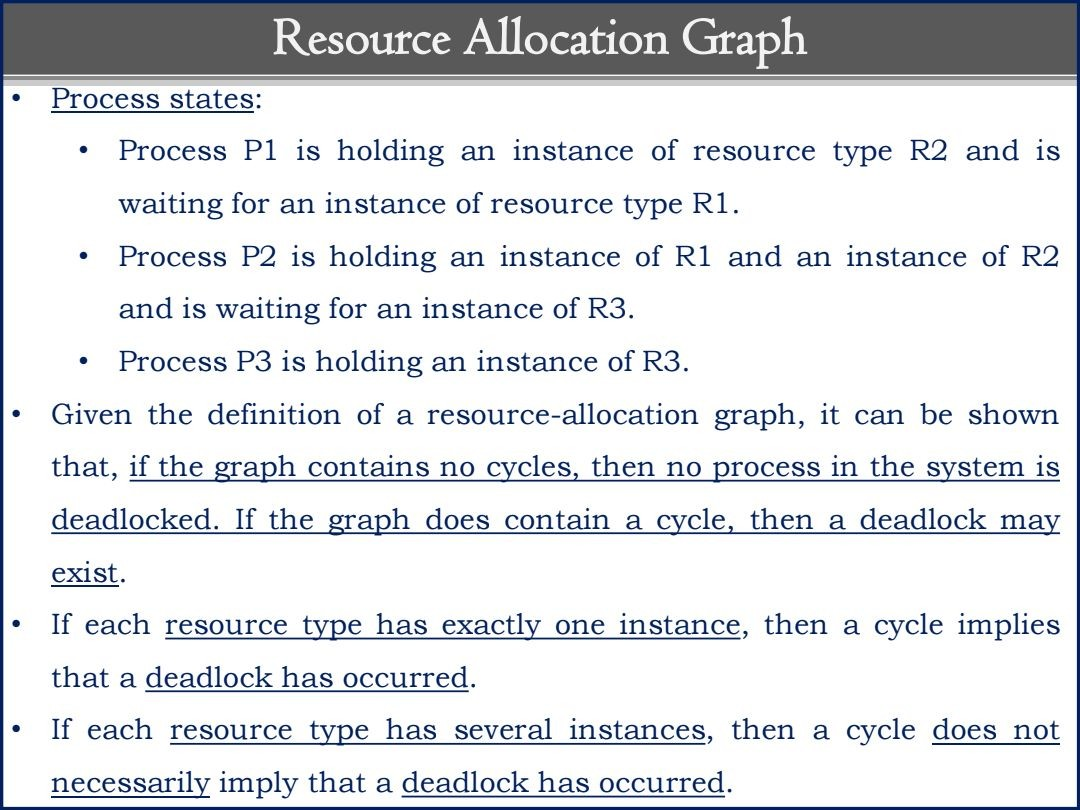 Resource Allocation Graph
• Process states:
• Process P1 is holding an instance of resource type R2 and is
waiting for an instance of resource type R1.
• Process P2 is holding an instance of R1 and an instance of R2
and is waiting for an instance of R3.
• Process P3 is holding an instance of R3.
• Given the definition of a resource-allocation graph, it can be shown
that, if the graph contains no cycles, then no process in the system is
deadlocked. If the graph does contain a cycle, then a deadlock may
exist.
• If each resource type has exactly one instance, then a cycle implies
that a deadlock has occurred.
• If each resource type has several instances, then a cycle does not
necessarily imply that a deadlock has occurred.